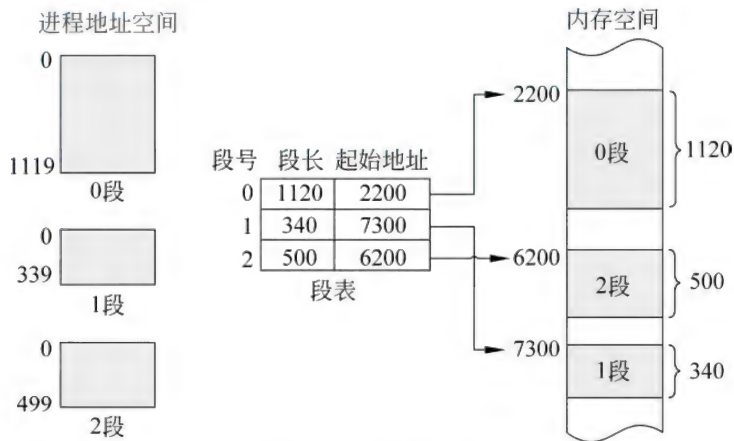 进程地址空间
0
1119
0段
0
339
1段
0
499
2段
段号 段长 起始地址
0 1120 2200
1 340 7300
2 500 6200
段表
内存空间
2200
0段
1120
6200
2段
500
7300
1段
340